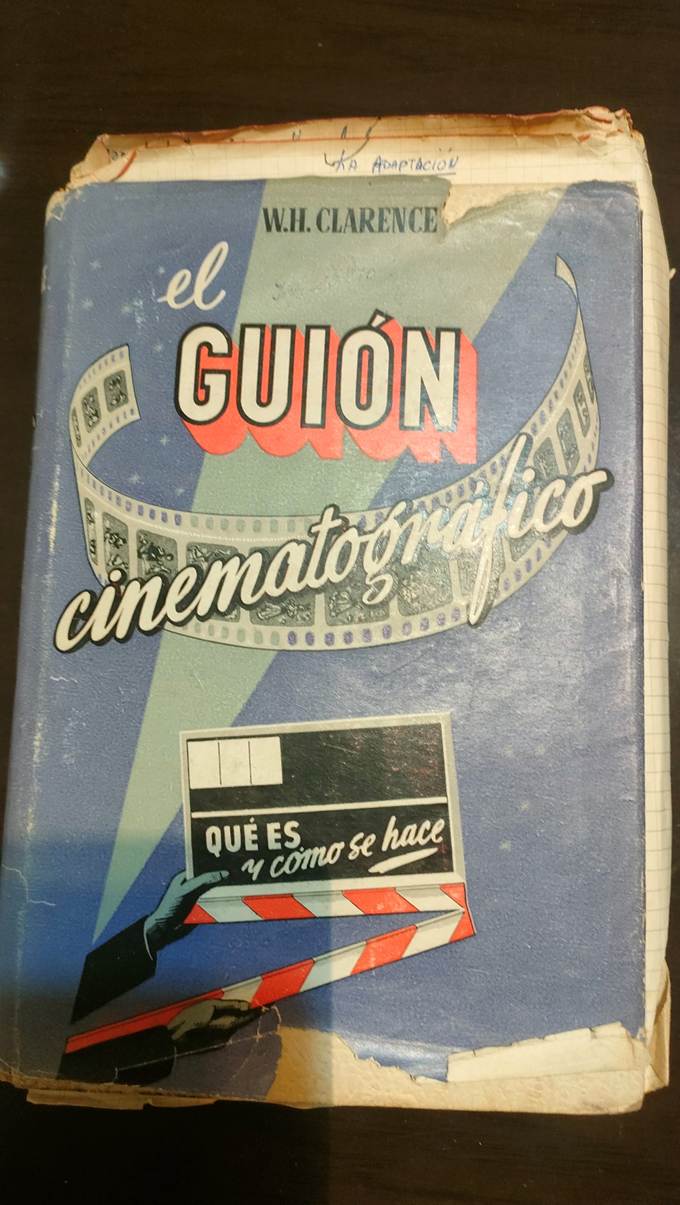 LA ADAPTACIÓN
W.H. CLARENCE
el
GUIÓN
cinematográfico
QUÉ ES
y cómo se hace